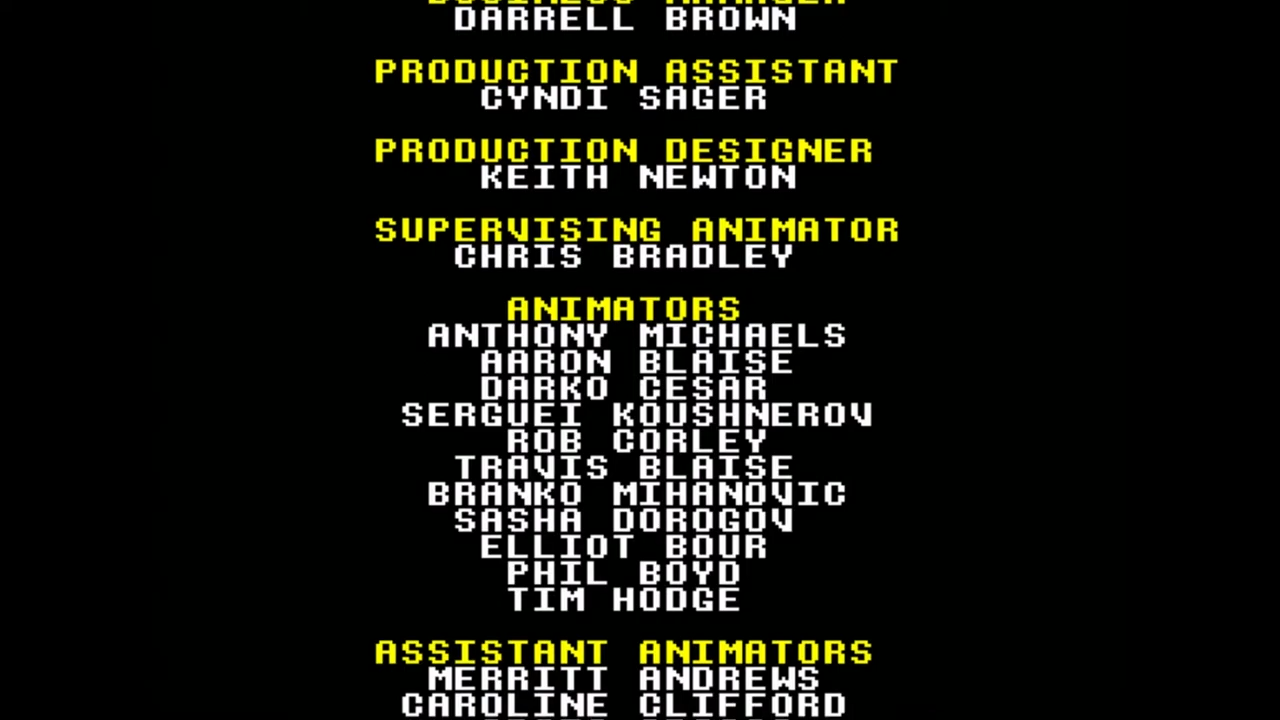 BUSINESS MANAGER
DARRELL BROWN
PRODUCTION ASSISTANT
CYNDI SAGER
PRODUCTION DESIGNER
KEITH NEWTON
SUPERVISING ANIMATOR
CHRIS BRADLEY
ANIMATORS
ANTHONY MICHAELS
AARON BLAISE
DARKO CESAR
SERGUEI KOUSHNEROV
ROB CORLEY
TRAVIS BLAISE
BRANKO MIHANOVIC
SASHA DOROGOV
ELLIOT BOUR
PHIL BOYD
TIM HODGE
ASSISTANT ANIMATORS
MERRITT ANDREWS
CAROLINE CLIFFORD